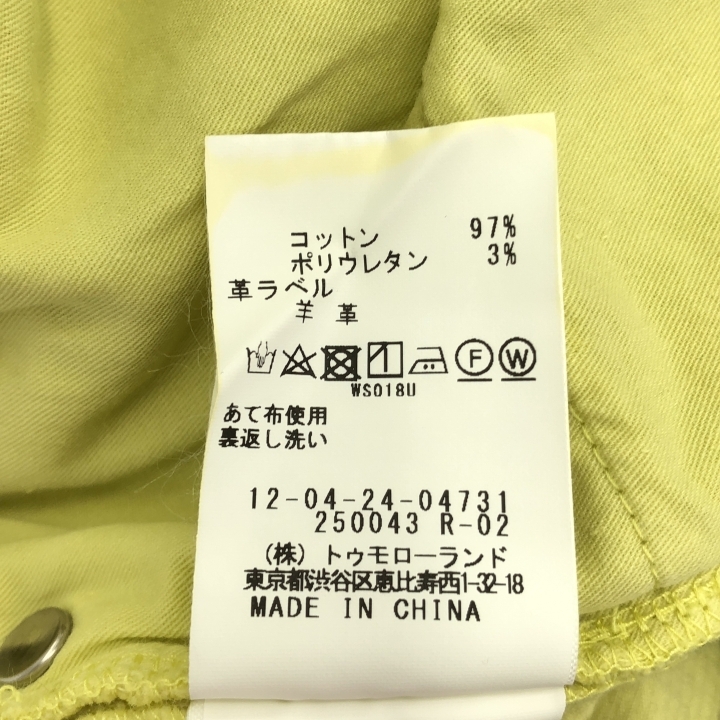 コットン 97%
ポリウレタン 3%
革ラベル
羊 革
F W
WS018U
あて布使用
裏返し洗い
12-04-24-04731
250043 R-02
(株) トゥモローランド
東京都渋谷区恵比寿西1-32-18
MADE IN CHINA